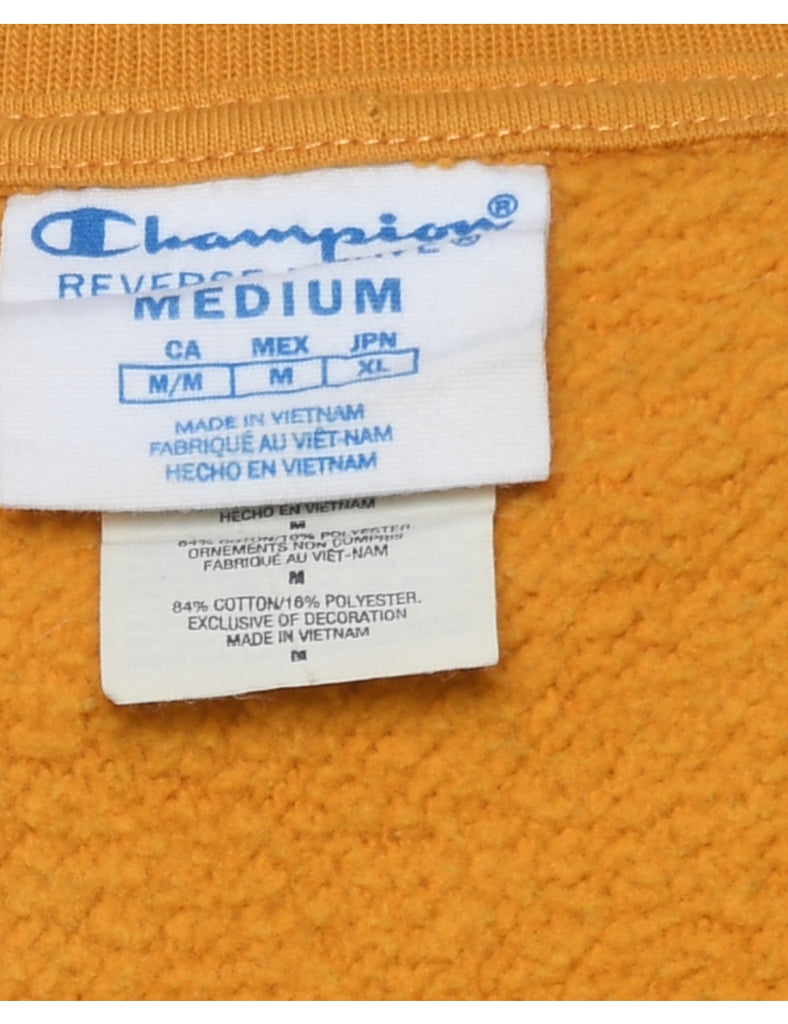 Champion®
REVERSE
MEDIUM
CA MEX JPN
M/M M XL
MADE IN VIETNAM
FABRIQUÉ AU VIÊT-NAM
HECHO EN VIETNAM
HECHO EN VIETNAM
M
ORNEMENTS NON COMPRIS
FABRIQUÉ AU VIÊT-NAM
M
84% COTTON/16% POLYESTER.
EXCLUSIVE OF DECORATION
MADE IN VIETNAM
M